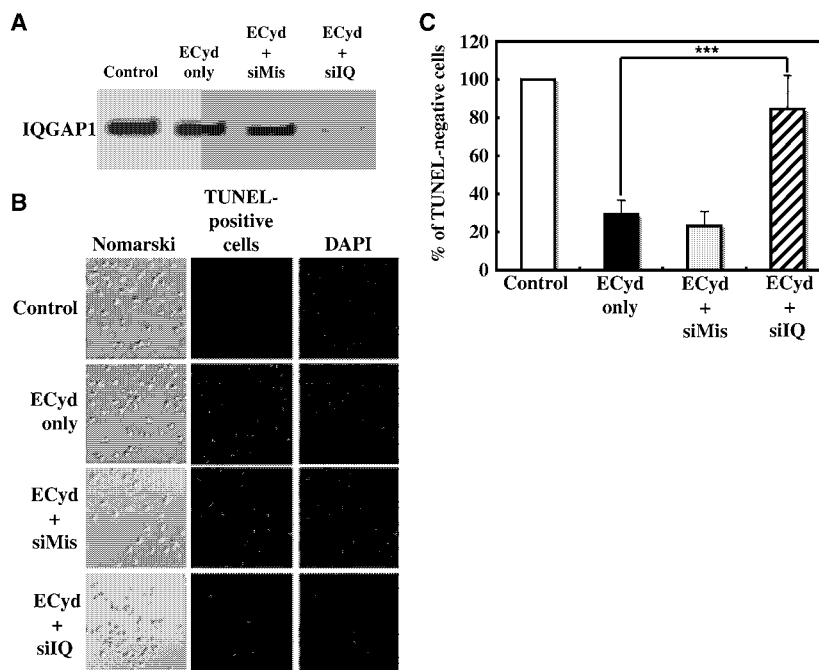 A
Control
ECyd
only
ECyd
+
siMis
ECyd
+
siIQ
IQGAP1
B
Nomarski
TUNEL-
positive
cells
DAPI
Control
ECyd
only
ECyd
+
siMis
ECyd
+
siIQ
C
% of TUNEL-negative cells
100
80
60
40
20
0
***
Control
ECyd
only
ECyd
+
siMis
ECyd
+
siIQ